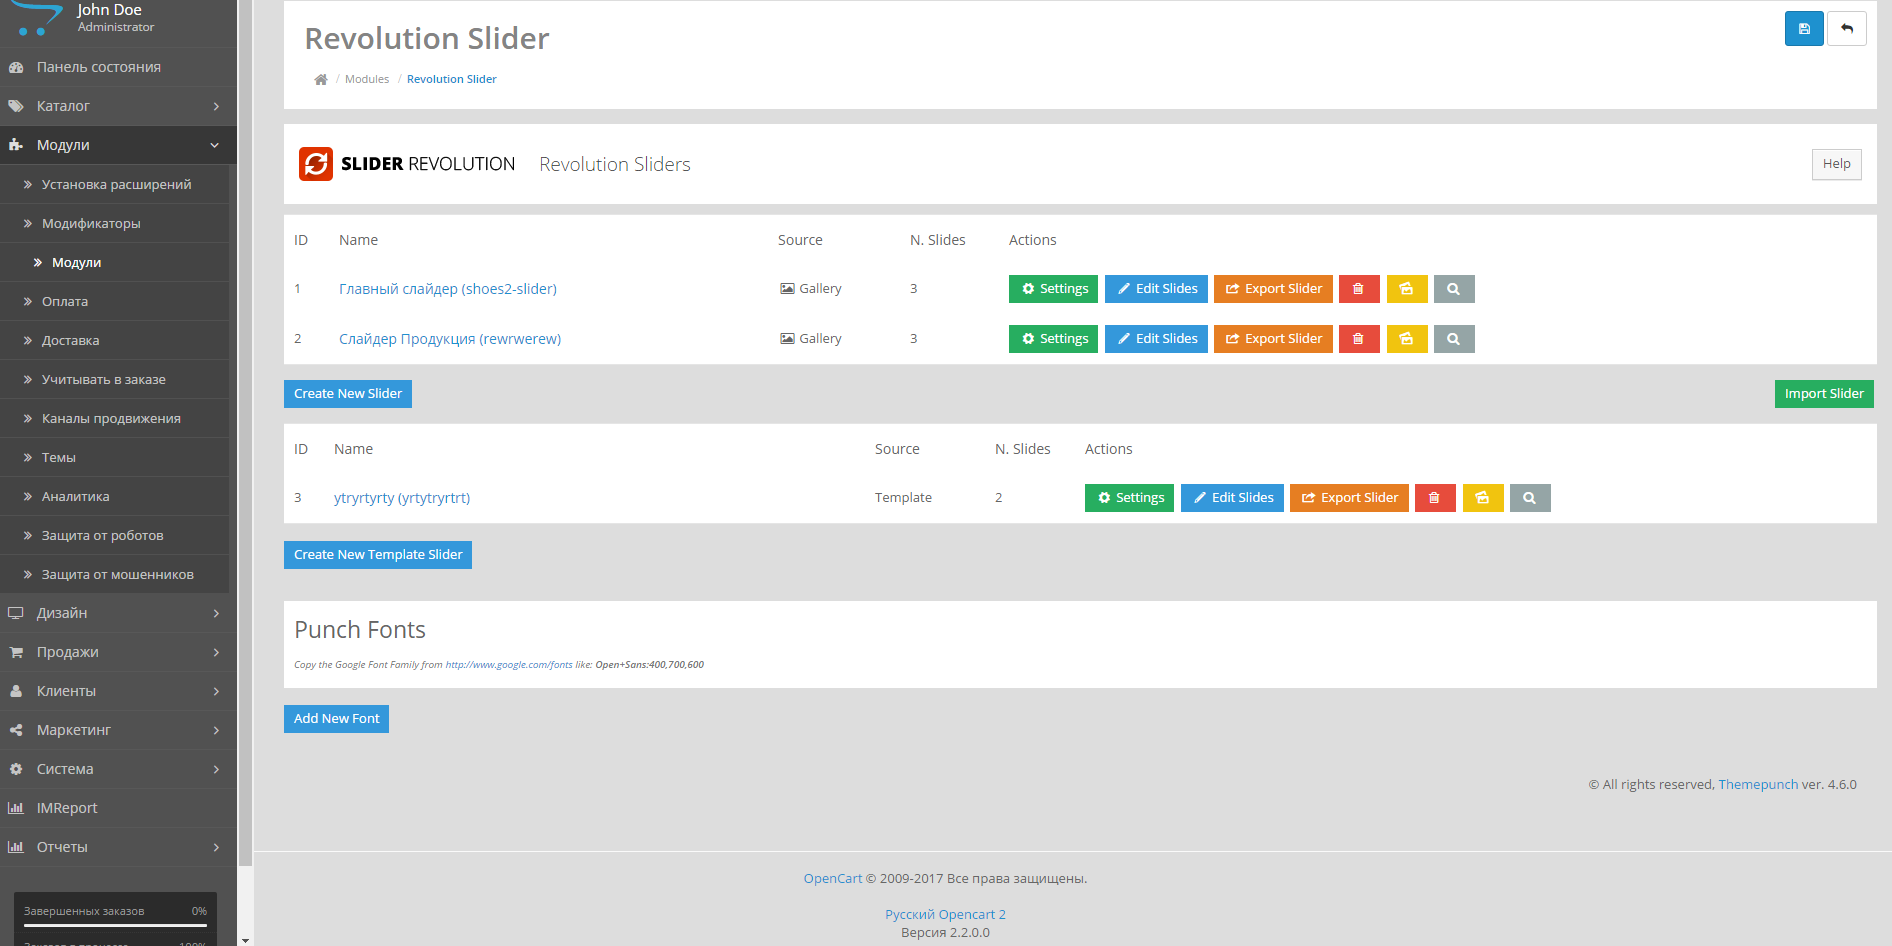 John Doe
Administrator
Панель состояния
Каталог
Модули
Установка расширений
Модификаторы
Модули
Оплата
Доставка
Учитывать в заказе
Каналы продвижения
Темы
Аналитика
Защита от роботов
Защита от мошенников
Дизайн
Продажи
Клиенты
Маркетинг
Система
IMReport
Отчеты
Завершенных заказов 0%
Revolution Slider
/ Modules / Revolution Slider
SLIDER REVOLUTION Revolution Sliders Help
ID Name Source N. Slides Actions
1 Главный слайдер (shoes2-slider) Gallery 3 Settings Edit Slides Export Slider
2 Слайдер Продукция (rewrwerew) Gallery 3 Settings Edit Slides Export Slider
Create New Slider Import Slider
ID Name Source N. Slides Actions
3 ytryrtyrty (yrtytryrtrt) Template 2 Settings Edit Slides Export Slider
Create New Template Slider
Punch Fonts
Copy the Google Font Family from http://www.google.com/fonts like: Open+Sans:400,700,600
Add New Font
© All rights reserved, Themepunch ver. 4.6.0
OpenCart © 2009-2017 Все права защищены.
Русский Opencart 2
Версия 2.2.0.0